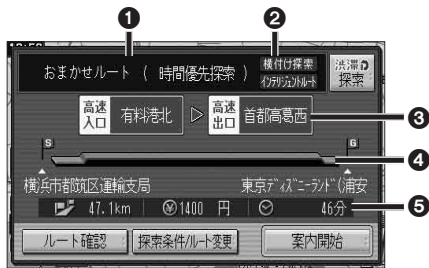 ❶ ❷
おまかせルート ( 時間優先探索 ) 横付け探索 インテリジェントルート 渋滞 探索
高速入口 有料港北 ▷ 高速出口 首都高葛西 ❸
S G ❹
横浜市都筑区運輸支局 東京ディズニーランド(浦安
47.1km ¥1400 円 46分 ❺
ルート確認 探索条件/ルート変更 案内開始